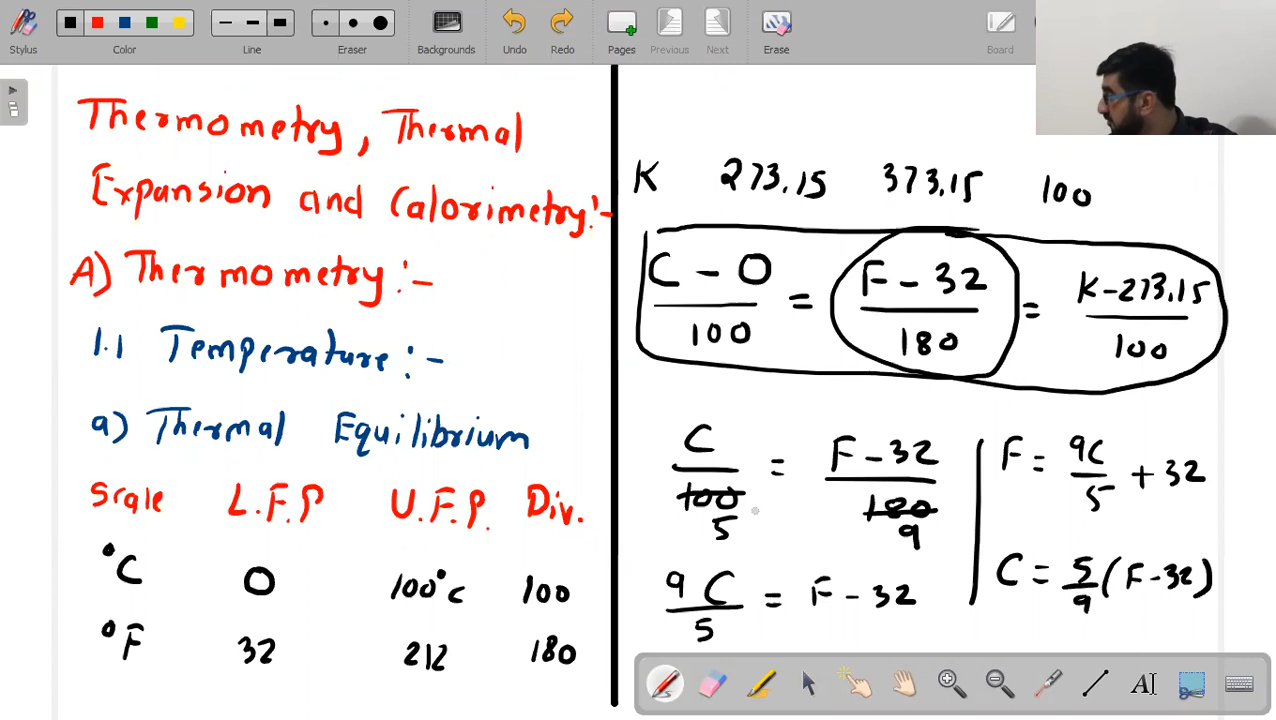 Stylus Color Line Eraser Backgrounds Undo Redo Pages Previous Next Erase Board
Thermometry, Thermal
Expansion and Calorimetry:-
A) Thermometry:-
1.1 Temperature:-
a) Thermal Equilibrium
Scale L.F.P U.F.P. Div.
°C 0 100°C 100
°F 32 212 180
K 273.15 373.15 100
C - 0 / 100 = F - 32 / 180 = K - 273.15 / 100
C / 100 5 = F - 32 / 180 9
9C / 5 = F - 32
F = 9C / 5 + 32
C = 5 / 9 (F - 32)